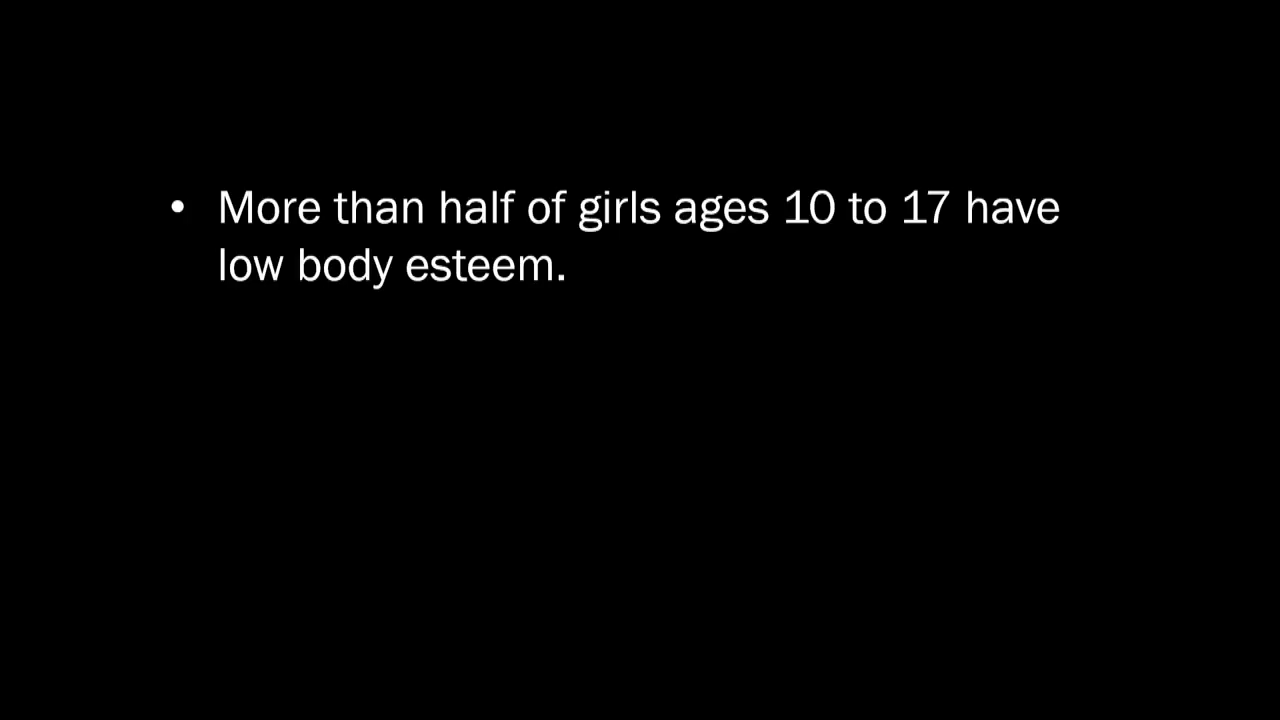 • More than half of girls ages 10 to 17 have
low body esteem.